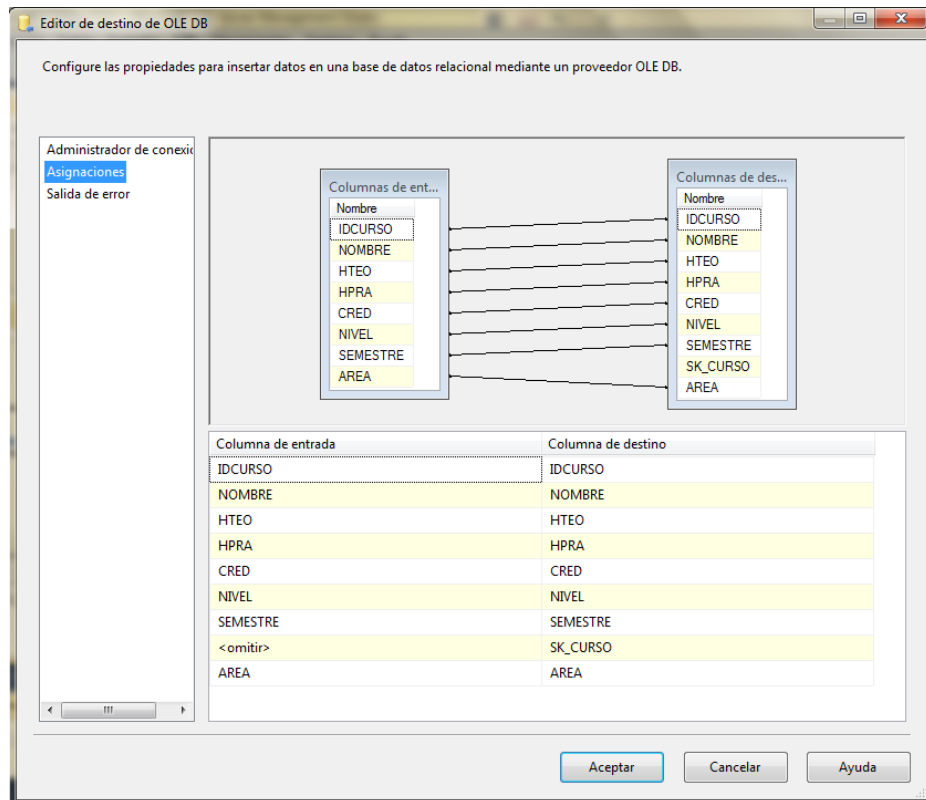 Editor de destino de OLE DB
Configure las propiedades para insertar datos en una base de datos relacional mediante un proveedor OLE DB.
Administrador de conexic
Asignaciones
Salida de error
Columnas de ent...
Nombre
IDCURSO
NOMBRE
HTEO
HPRA
CRED
NIVEL
SEMESTRE
AREA
Columnas de des...
Nombre
IDCURSO
NOMBRE
HTEO
HPRA
CRED
NIVEL
SEMESTRE
SK_CURSO
AREA
Columna de entrada Columna de destino
IDCURSO IDCURSO
NOMBRE NOMBRE
HTEO HTEO
HPRA HPRA
CRED CRED
NIVEL NIVEL
SEMESTRE SEMESTRE
<omitir> SK_CURSO
AREA AREA
Aceptar Cancelar Ayuda